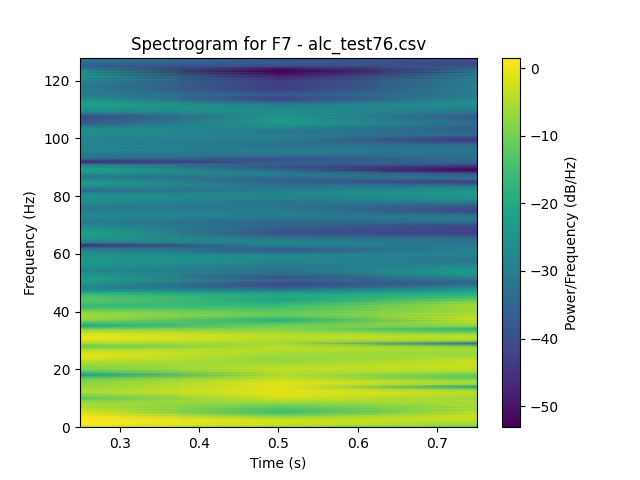 Spectrogram for F7 - alc_test76.csv
120
100
80
60
40
20
0
Frequency (Hz)
0.3 0.4 0.5 0.6 0.7
Time (s)
0
−10
−20
−30
−40
−50
Power/Frequency (dB/Hz)